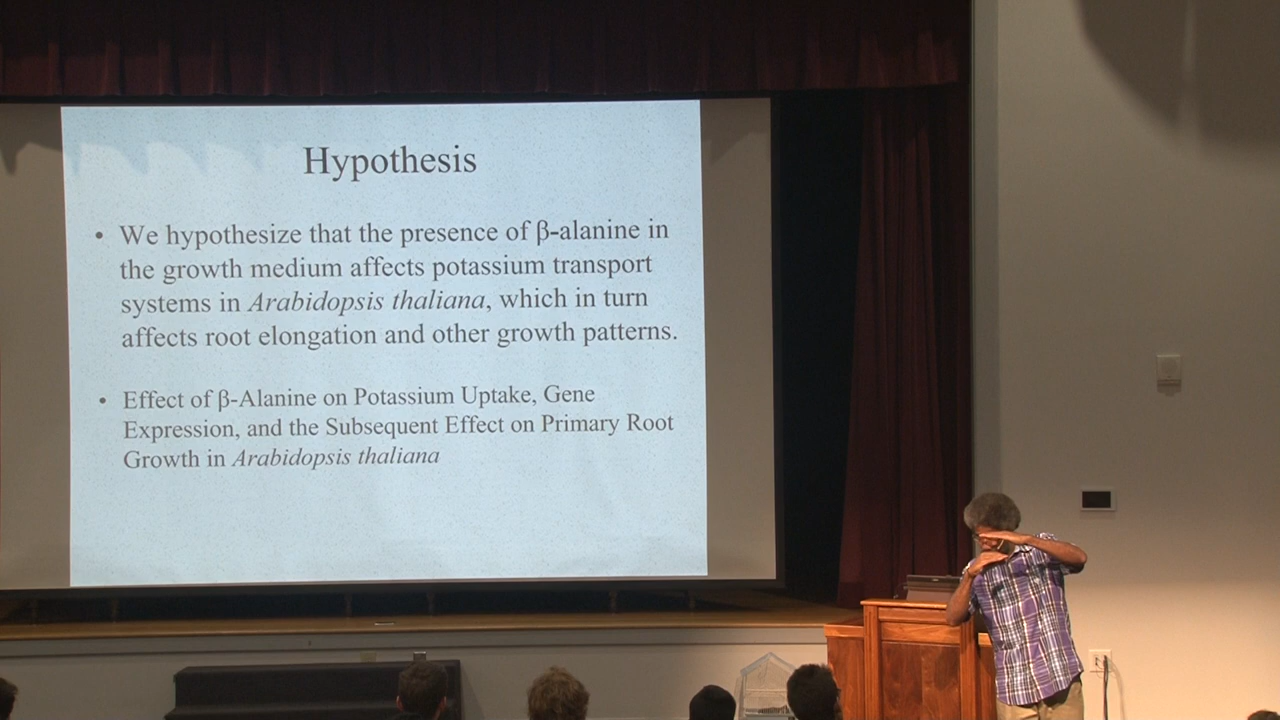 Hypothesis
• We hypothesize that the presence of β-alanine in
the growth medium affects potassium transport
systems in Arabidopsis thaliana, which in turn
affects root elongation and other growth patterns.
• Effect of β-Alanine on Potassium Uptake, Gene
Expression, and the Subsequent Effect on Primary Root
Growth in Arabidopsis thaliana